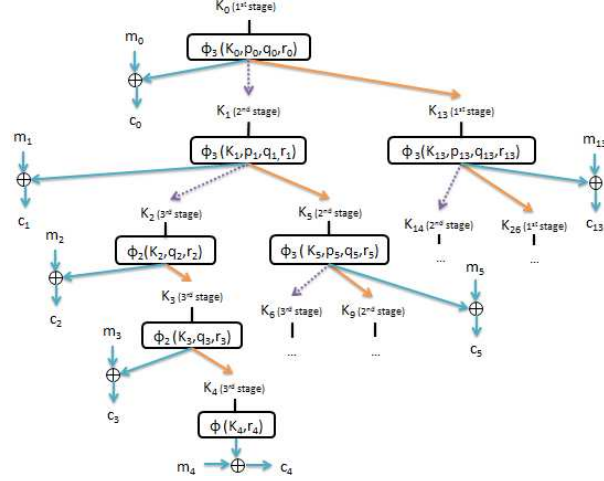 K₀ (1ˢᵗ stage)
m₀
ϕ₃ (K₀,p₀,q₀,r₀)
c₀
K₁ (2ⁿᵈ stage)
K₁₃ (1ˢᵗ stage)
m₁
ϕ₃ (K₁,p₁,q₁,r₁)
ϕ₃(K₁₃,p₁₃,q₁₃,r₁₃)
m₁₃
c₁
c₁₃
K₂ (3ʳᵈ stage)
K₅ (2ⁿᵈ stage)
K₁₄ (2ⁿᵈ stage)
K₂₆ (1ˢᵗ stage)
m₂
ϕ₂(K₂,q₂,r₂)
ϕ₃ (K₅,p₅,q₅,r₅)
...
...
c₂
m₅
K₃ (3ʳᵈ stage)
K₆ (3ʳᵈ stage)
K₉ (2ⁿᵈ stage)
m₃
ϕ₂ (K₃,q₃,r₃)
...
...
c₅
c₃
K₄ (3ʳᵈ stage)
ϕ (K₄,r₄)
m₄
c₄